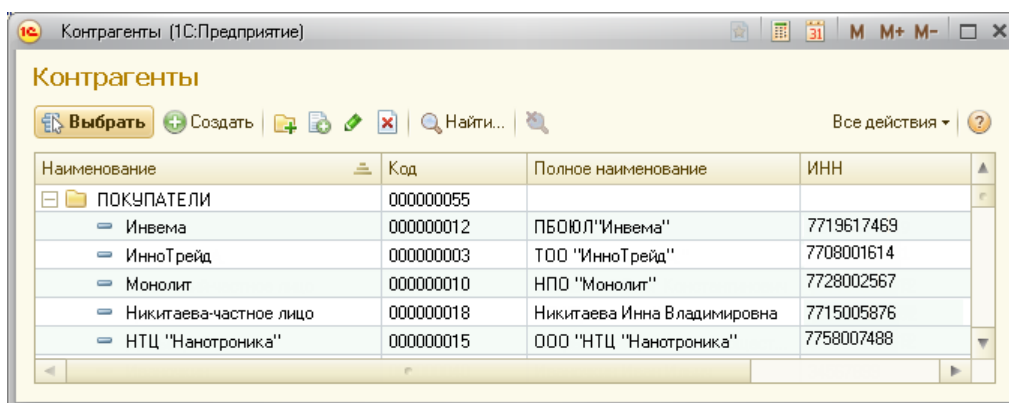 1С Контрагенты (1С:Предприятие) 31 M M+ M-
Контрагенты
Выбрать Создать Найти... Все действия ?
Наименование Код Полное наименование ИНН
ПОКУПАТЕЛИ 000000055
Инвема 000000012 ПБОЮЛ"Инвема" 7719617469
ИнноТрейд 000000003 ТОО "ИнноТрейд" 7708001614
Монолит 000000010 НПО "Монолит" 7728002567
Никитаева-частное лицо 000000018 Никитаева Инна Владимировна 7715005876
НТЦ "Нанотроника" 000000015 ООО "НТЦ "Нанотроника" 7758007488